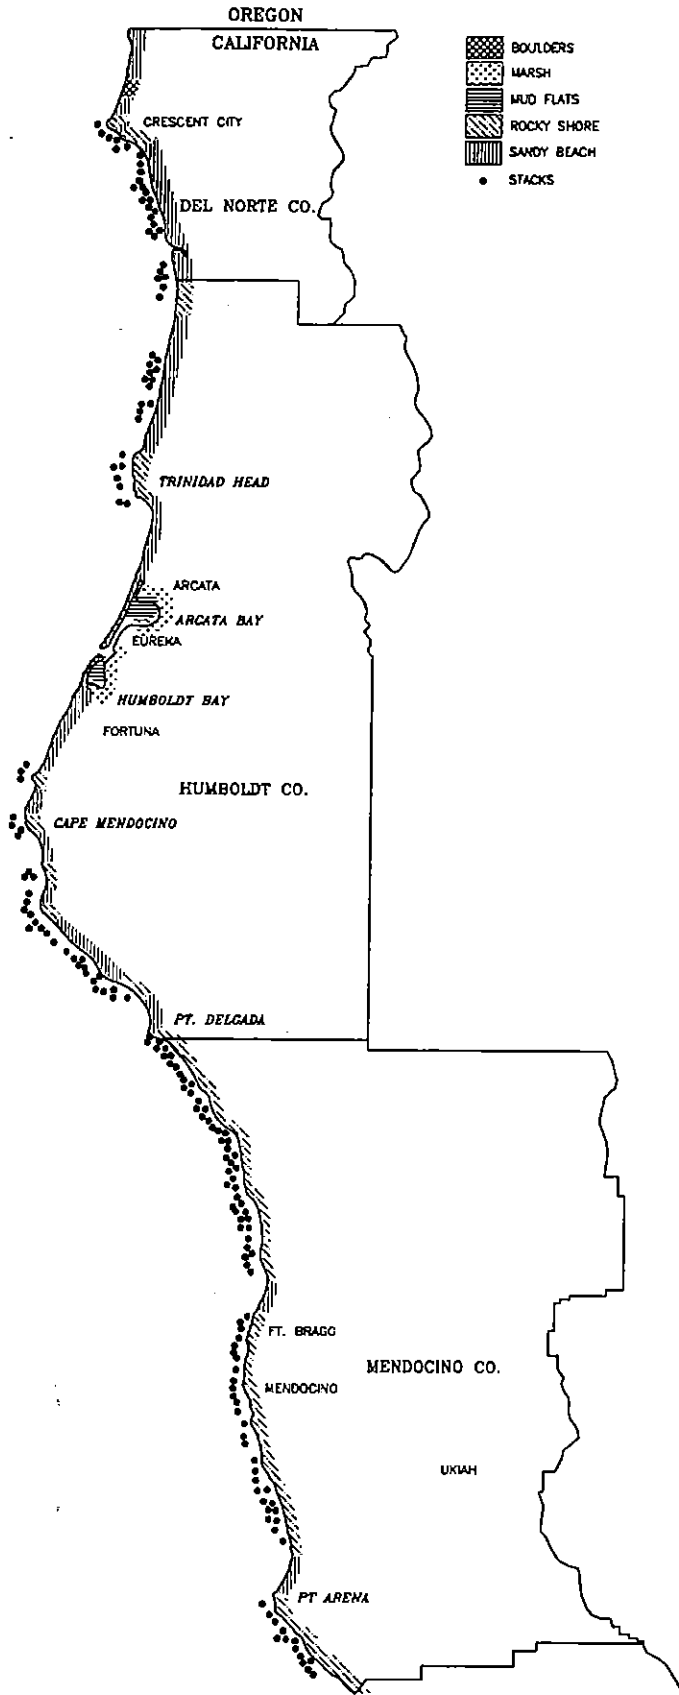 OREGON
CALIFORNIA
BOULDERS
MARSH
MUD FLATS
ROCKY SHORE
SANDY BEACH
STACKS
CRESCENT CITY
DEL NORTE CO.
TRINIDAD HEAD
ARCATA
ARCATA BAY
EUREKA
HUMBOLDT BAY
FORTUNA
HUMBOLDT CO.
CAPE MENDOCINO
PT. DELGADA
FT. BRAGG
MENDOCINO CO.
MENDOCINO
UKIAH
PT ARENA